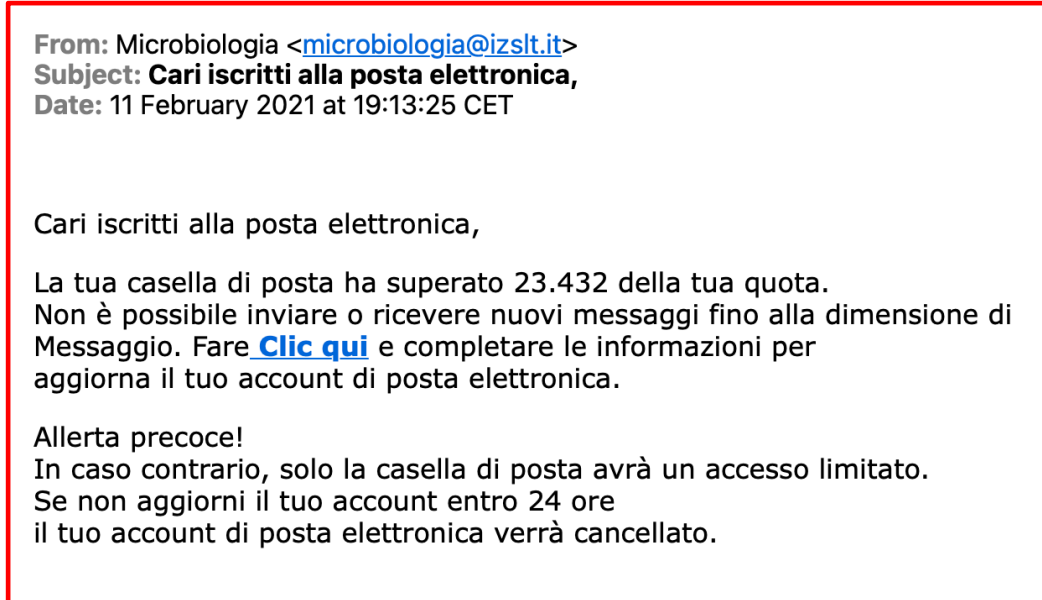 From: Microbiologia <microbiologia@izslt.it>
Subject: Cari iscritti alla posta elettronica,
Date: 11 February 2021 at 19:13:25 CET
Cari iscritti alla posta elettronica,
La tua casella di posta ha superato 23.432 della tua quota.
Non è possibile inviare o ricevere nuovi messaggi fino alla dimensione di
Messaggio. Fare Clic qui e completare le informazioni per
aggiorna il tuo account di posta elettronica.
Allerta precoce!
In caso contrario, solo la casella di posta avrà un accesso limitato.
Se non aggiorni il tuo account entro 24 ore
il tuo account di posta elettronica verrà cancellato.